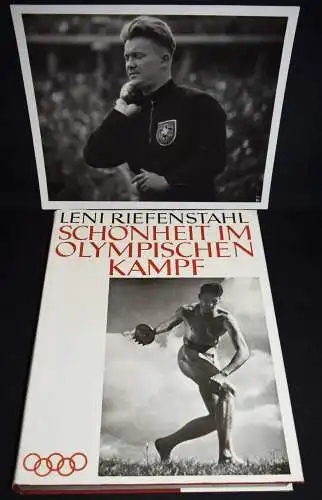 LENI RIEFENSTAHL
SCHÖNHEIT IM
OLYMPISCHEN
KAMPF